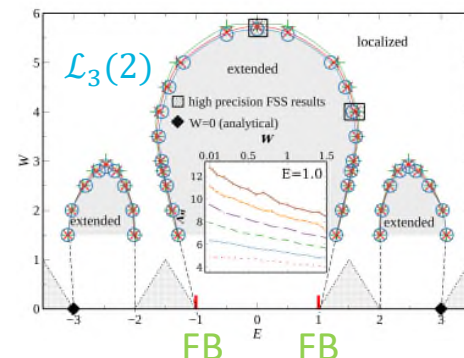 6
5
4
3
2
1
0
W
ℒ₃(2)
localized
extended
high precision FSS results
W=0 (analytical)
W
0.01 0.5 1 1.5
12
10
8
6
4
E=1.0
extended
extended
−3 −2 −1 0 1 2 3
E
FB FB